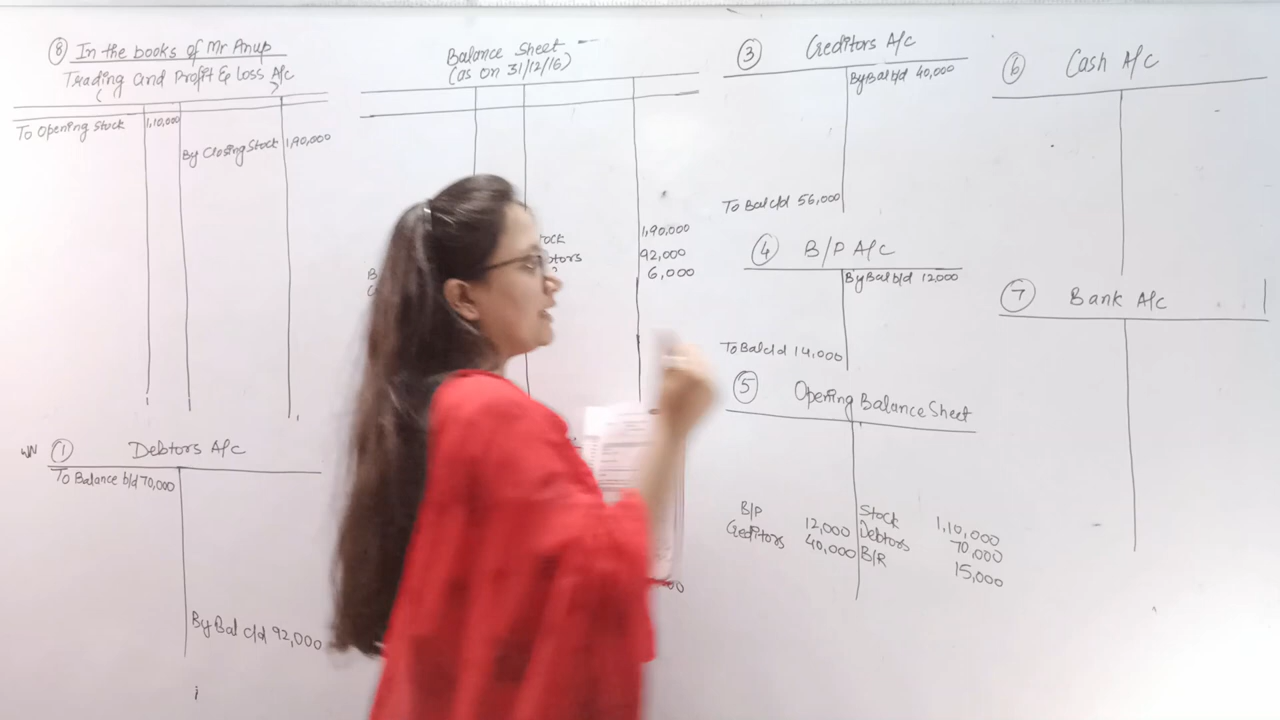 8 In the books of Mr Anup
Trading and Profit & Loss A/c
To Opening Stock 1,10,000
By Closing Stock 1,90,000
Balance Sheet
(as on 31/12/16)
1,90,000
92,000
6,000
WN 1 Debtors A/c
To Balance b/d 70,000
By Bal c/d 92,000
3 Creditors A/c
By Bal b/d 40,000
To Bal c/d 56,000
4 B/P A/c
By Bal b/d 12,000
To Bal c/d 14,000
5 Opening Balance Sheet
B/P 12,000 Stock 1,10,000
Creditors 40,000 Debtors 70,000
B/R 15,000
6 Cash A/c
7 Bank A/c